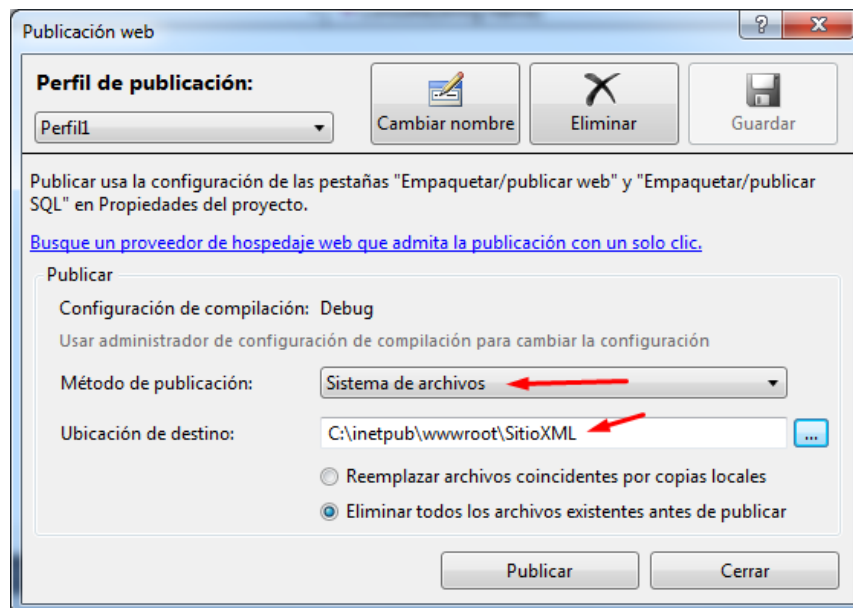 Publicación web
Perfil de publicación:
Perfil1
Cambiar nombre
Eliminar
Guardar
Publicar usa la configuración de las pestañas "Empaquetar/publicar web" y "Empaquetar/publicar
SQL" en Propiedades del proyecto.
Busque un proveedor de hospedaje web que admita la publicación con un solo clic.
Publicar
Configuración de compilación: Debug
Usar administrador de configuración de compilación para cambiar la configuración
Método de publicación: Sistema de archivos
Ubicación de destino: C:\inetpub\wwwroot\SitioXML ...
Reemplazar archivos coincidentes por copias locales
Eliminar todos los archivos existentes antes de publicar
Publicar
Cerrar